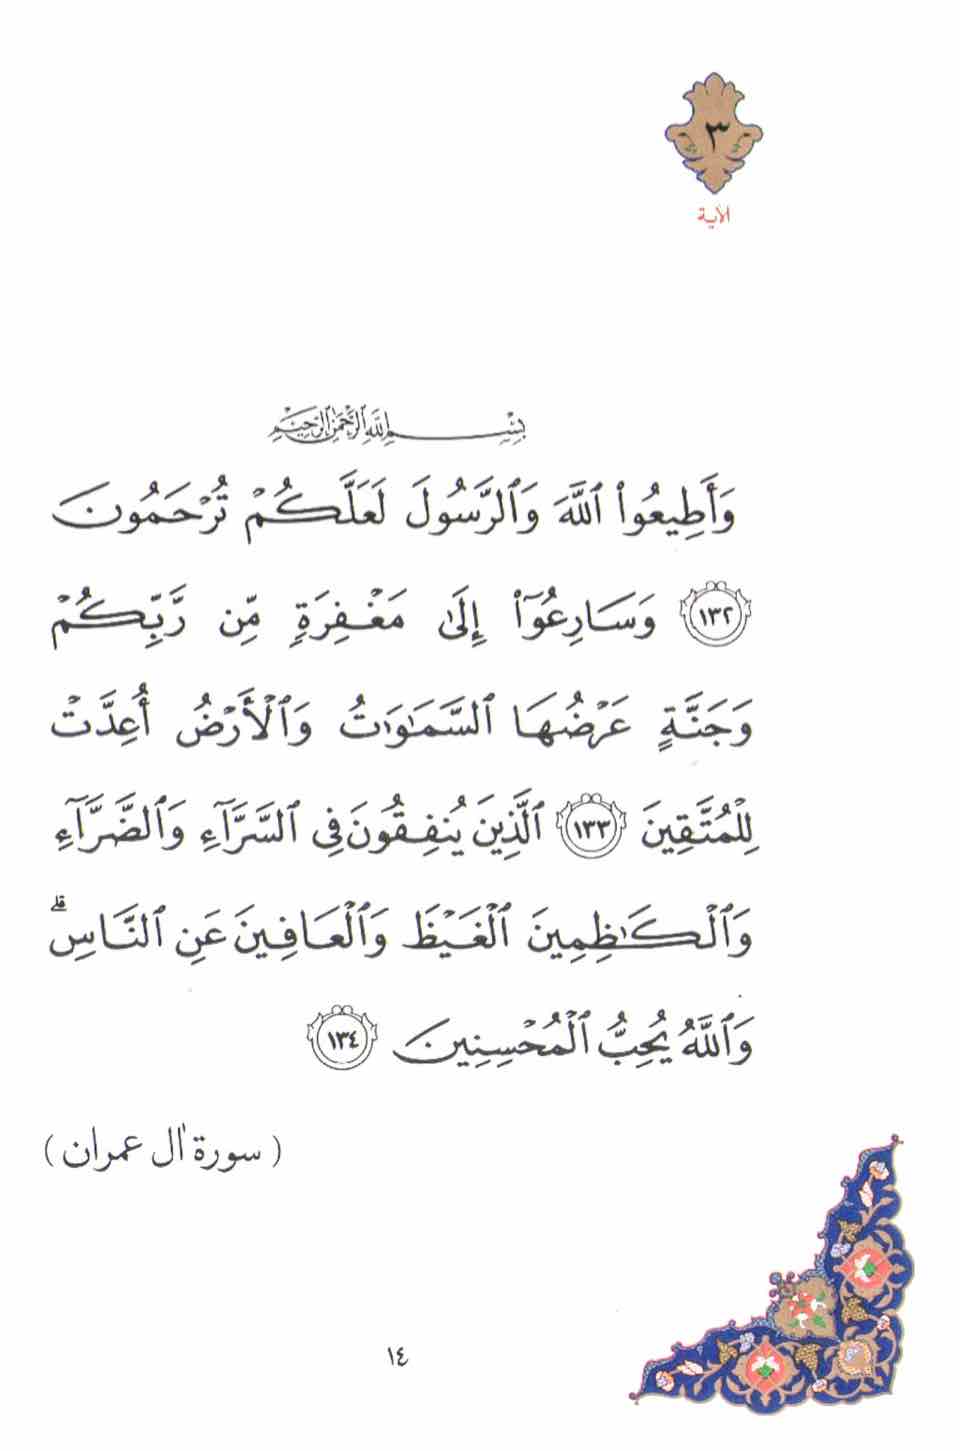 ٣
الآية
بِسْمِ اللَّهِ الرَّحْمَٰنِ الرَّحِيمِ
وَأَطِيعُوا۟ ٱللَّهَ وَٱلرَّسُولَ لَعَلَّكُمْ تُرْحَمُونَ
١٣٢ وَسَارِعُوٓا۟ إِلَىٰ مَغْفِرَةٍ مِّن رَّبِّكُمْ
وَجَنَّةٍ عَرْضُهَا ٱلسَّمَٰوَٰتُ وَٱلْأَرْضُ أُعِدَّتْ
لِلْمُتَّقِينَ ١٣٣ ٱلَّذِينَ يُنفِقُونَ فِى ٱلسَّرَّآءِ وَٱلضَّرَّآءِ
وَٱلْكَٰظِمِينَ ٱلْغَيْظَ وَٱلْعَافِينَ عَنِ ٱلنَّاسِ ۗ
وَٱللَّهُ يُحِبُّ ٱلْمُحْسِنِينَ ١٣٤
( سورة اٰل عمران )
١٤